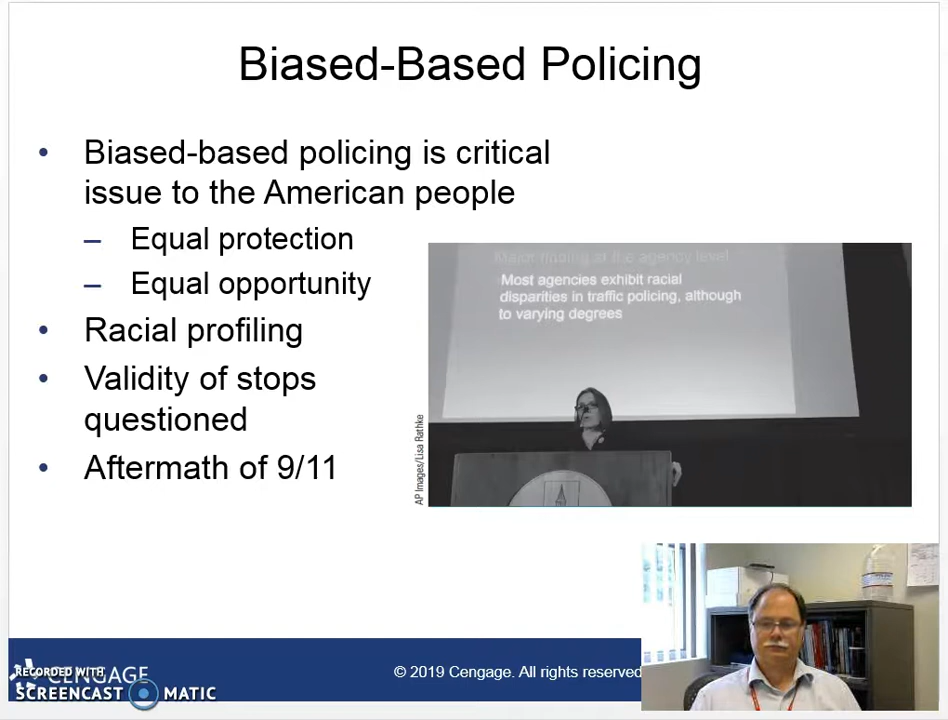 Biased-Based Policing
• Biased-based policing is critical
issue to the American people
– Equal protection
– Equal opportunity
• Racial profiling
• Validity of stops
questioned
• Aftermath of 9/11
Major finding at the agency level
Most agencies exhibit racial
disparities in traffic policing, although
to varying degrees
AP Images/Lisa Rathke
CENGAGE
© 2019 Cengage. All rights reserved
RECORDED WITH
SCREENCAST MATIC